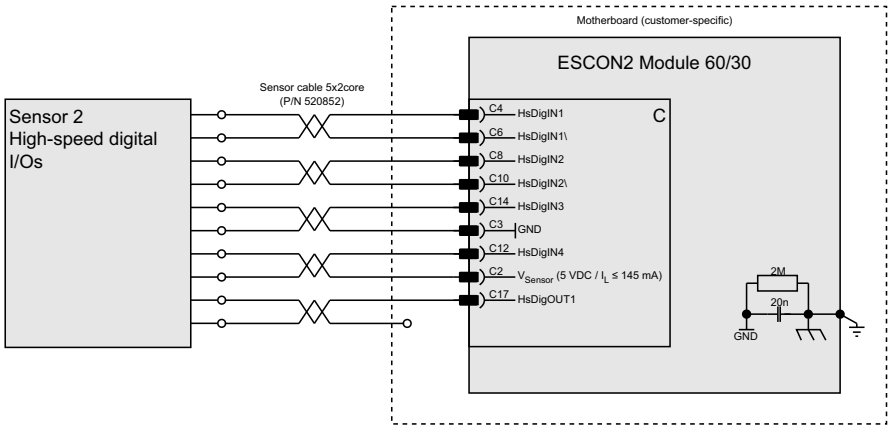 Motherboard (customer-specific)
ESCON2 Module 60/30
Sensor cable 5x2core
(P/N 520852)
Sensor 2
High-speed digital
I/Os
C
C4 HsDigIN1
C6 HsDigIN1\
C8 HsDigIN2
C10 HsDigIN2\
C14 HsDigIN3
C3 GND
C12 HsDigIN4
C2 VSensor (5 VDC / IL ≤ 145 mA)
C17 HsDigOUT1
2M
20n
GND